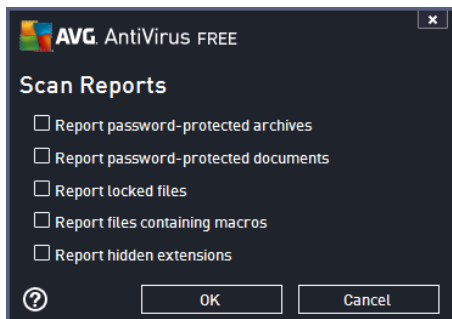 AVG. AntiVirus FREE
Scan Reports
Report password-protected archives
Report password-protected documents
Report locked files
Report files containing macros
Report hidden extensions
?
OK
Cancel